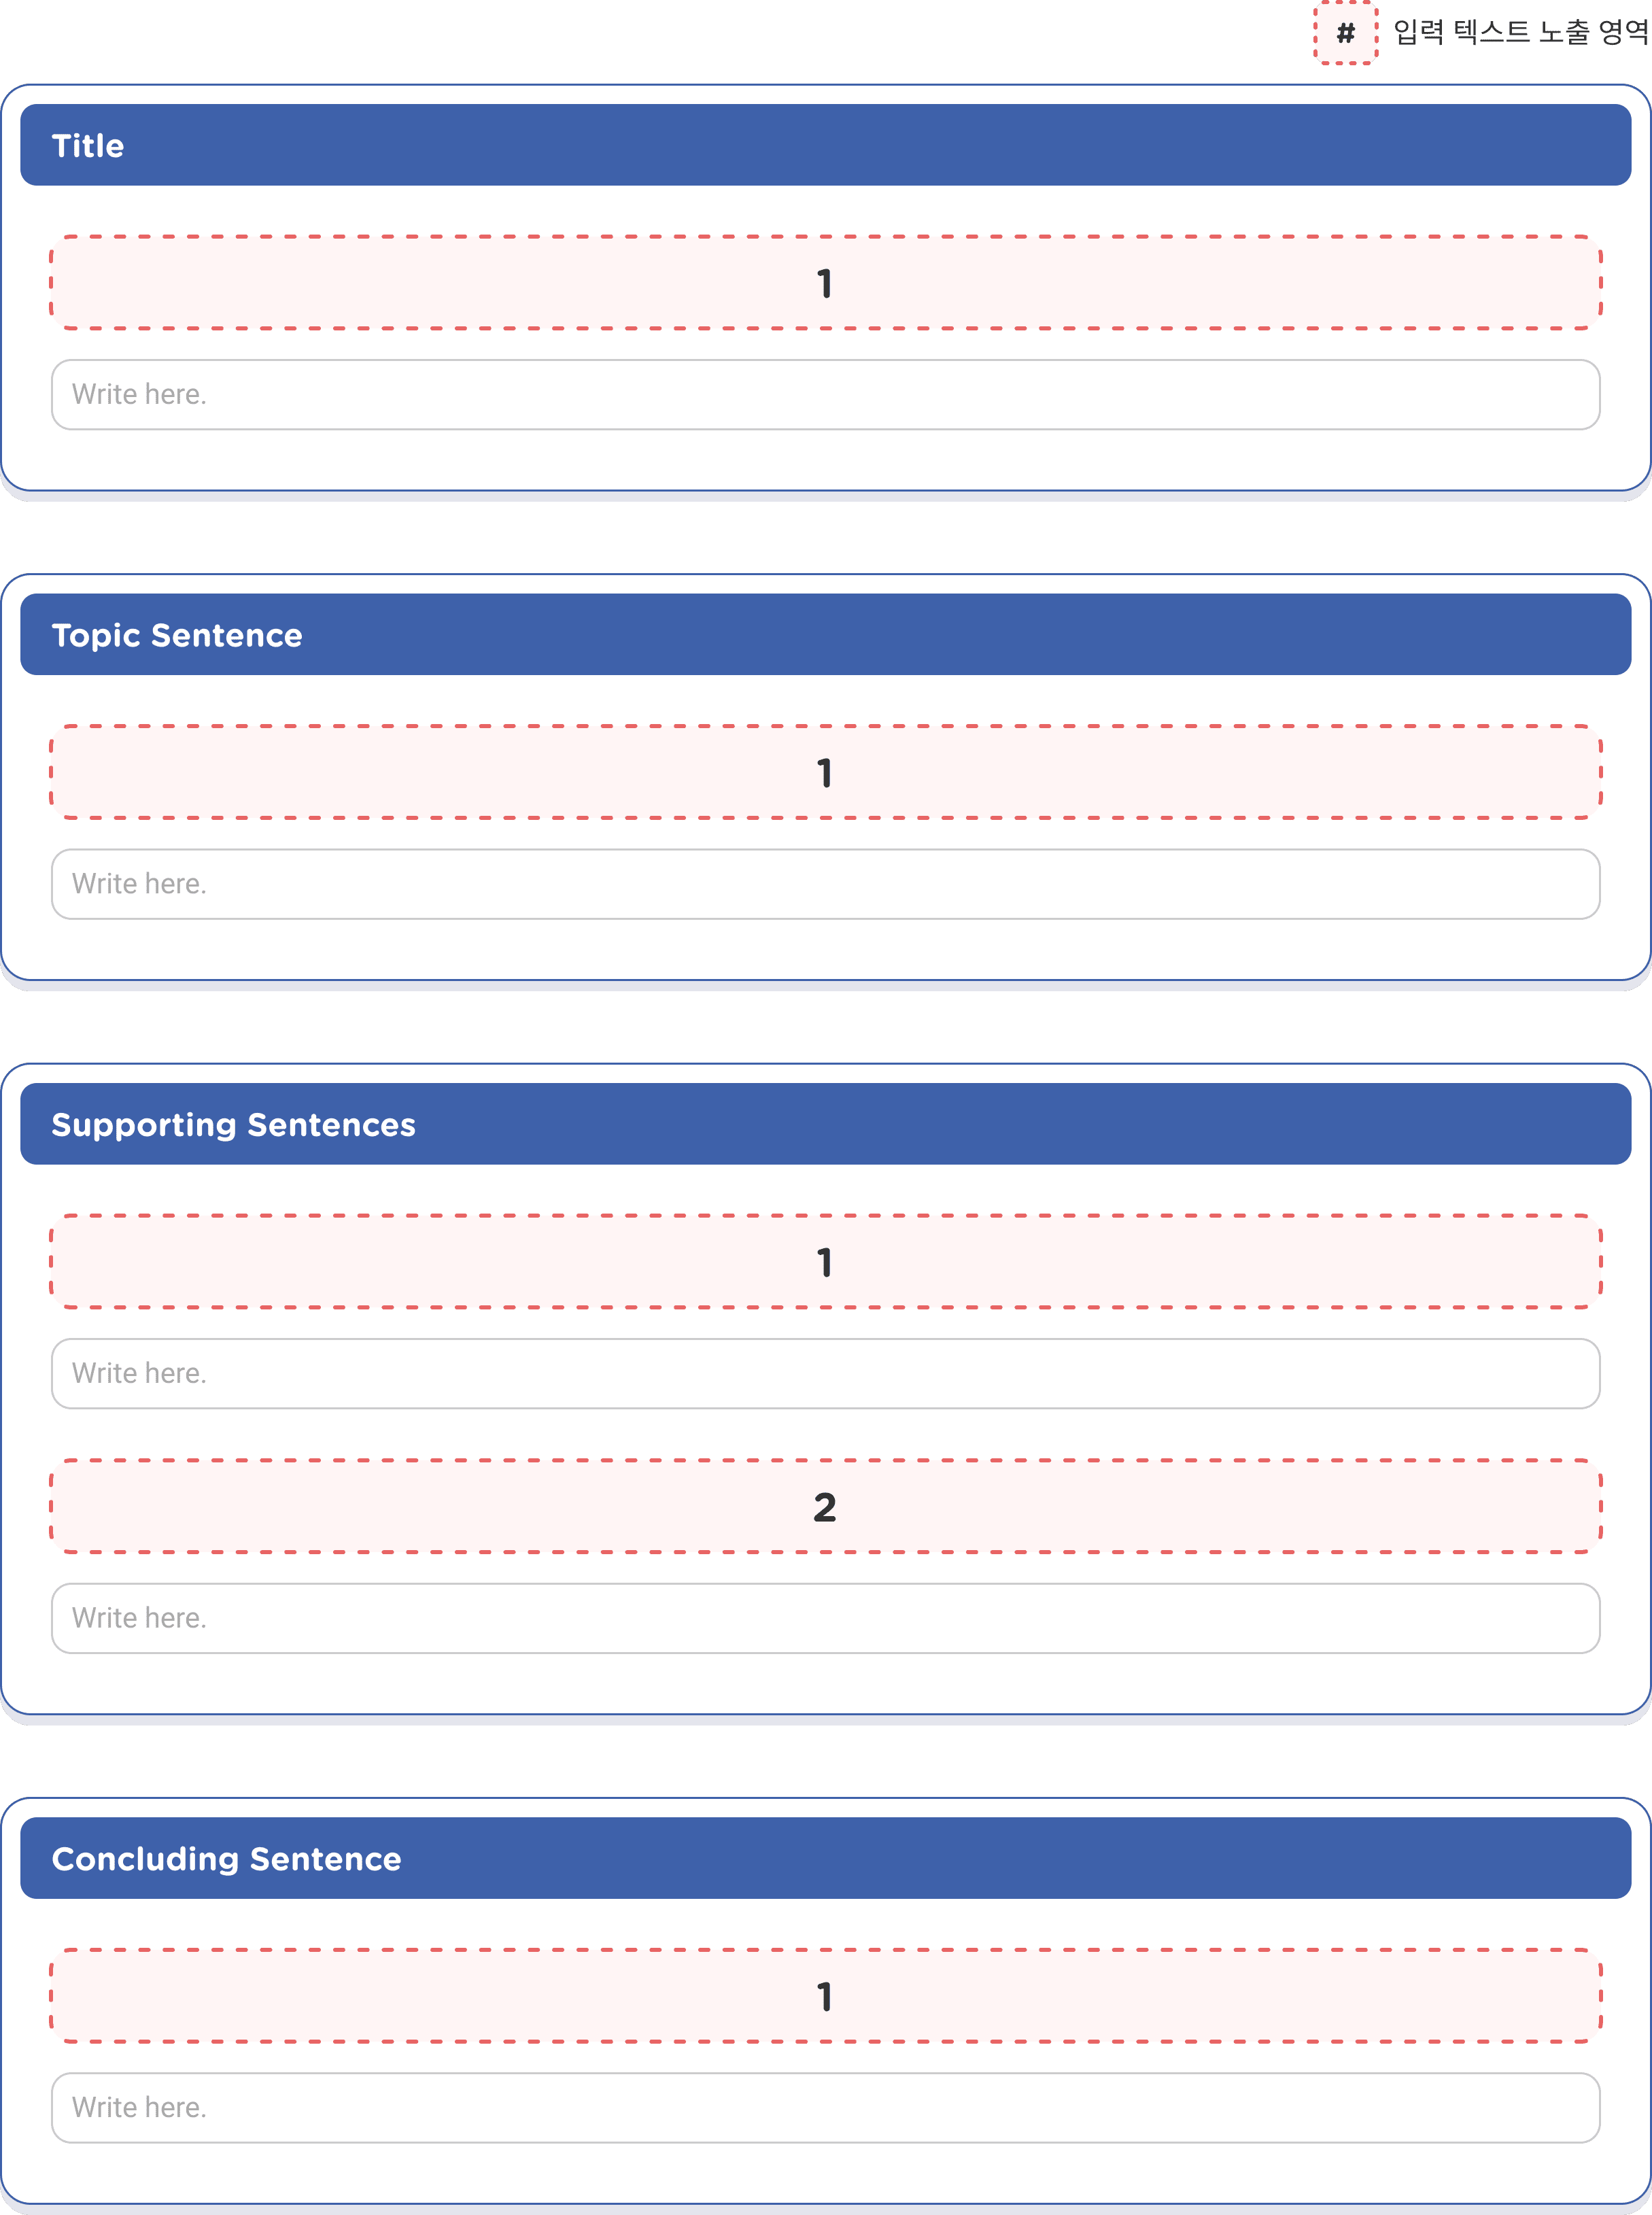 # 입력 텍스트 노출 영역
Title
1
Write here.
Topic Sentence
1
Write here.
Supporting Sentences
1
Write here.
2
Write here.
Concluding Sentence
1
Write here.